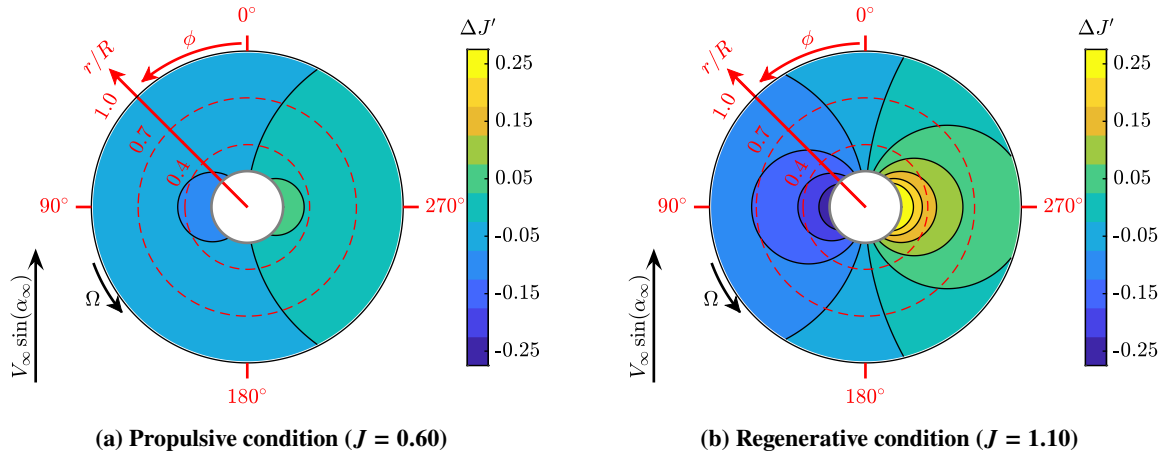 0°
ΔJ′
ϕ
r/R
1.0
0.7
0.4
90°
270°
180°
Ω
V∞ sin(α∞)
0.25
0.15
0.05
-0.05
-0.15
-0.25
(a) Propulsive condition (J = 0.60)
0°
ΔJ′
ϕ
r/R
1.0
0.7
0.4
90°
270°
180°
Ω
V∞ sin(α∞)
0.25
0.15
0.05
-0.05
-0.15
-0.25
(b) Regenerative condition (J = 1.10)